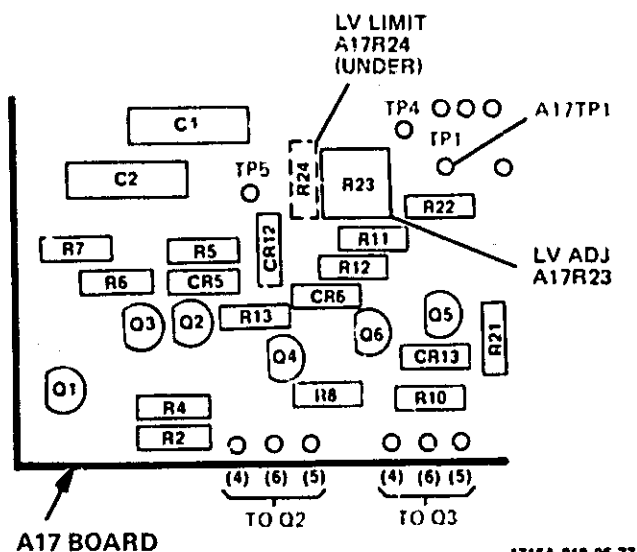 LV LIMIT
A17R24
(UNDER)
C1
TP4
A17TP1
TP1
C2
TP5
R24
R23
R22
R7
R5
CR12
R11
LV ADJ
A17R23
R6
CR5
R12
CR6
Q3
Q2
R13
Q6
Q5
R21
Q4
CR13
Q1
R4
R8
R10
R2
(4) (6) (5)
(4) (6) (5)
TO Q2
TO Q3
A17 BOARD